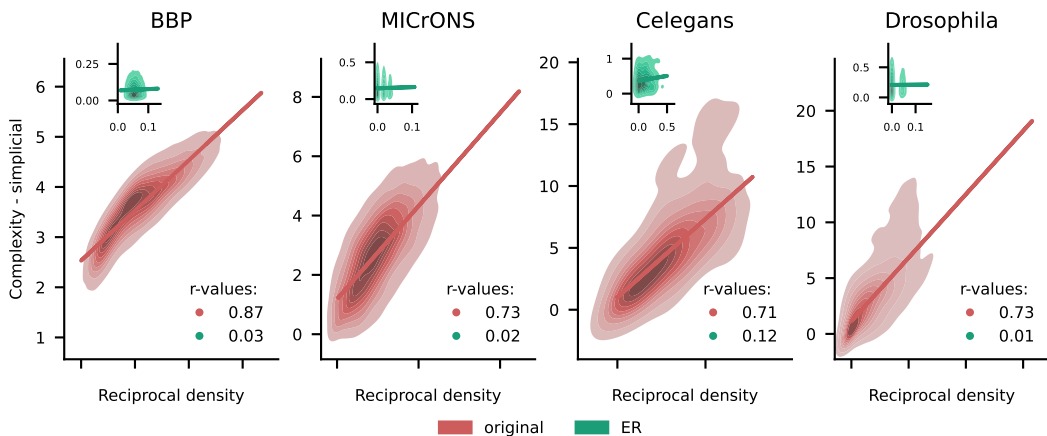 BBP
MICrONS
Celegans
Drosophila
Complexity - simplicial
6
5
4
3
2
1
0.25
0.00
0.0 0.1
r-values:
0.87
0.03
Reciprocal density
8
6
4
2
0
0.5
0.0
0.0 0.1
r-values:
0.73
0.02
Reciprocal density
20
15
10
5
0
1
0
0.0 0.5
r-values:
0.71
0.12
Reciprocal density
20
15
10
5
0
0.5
0.0
0.0 0.1
r-values:
0.73
0.01
Reciprocal density
original
ER